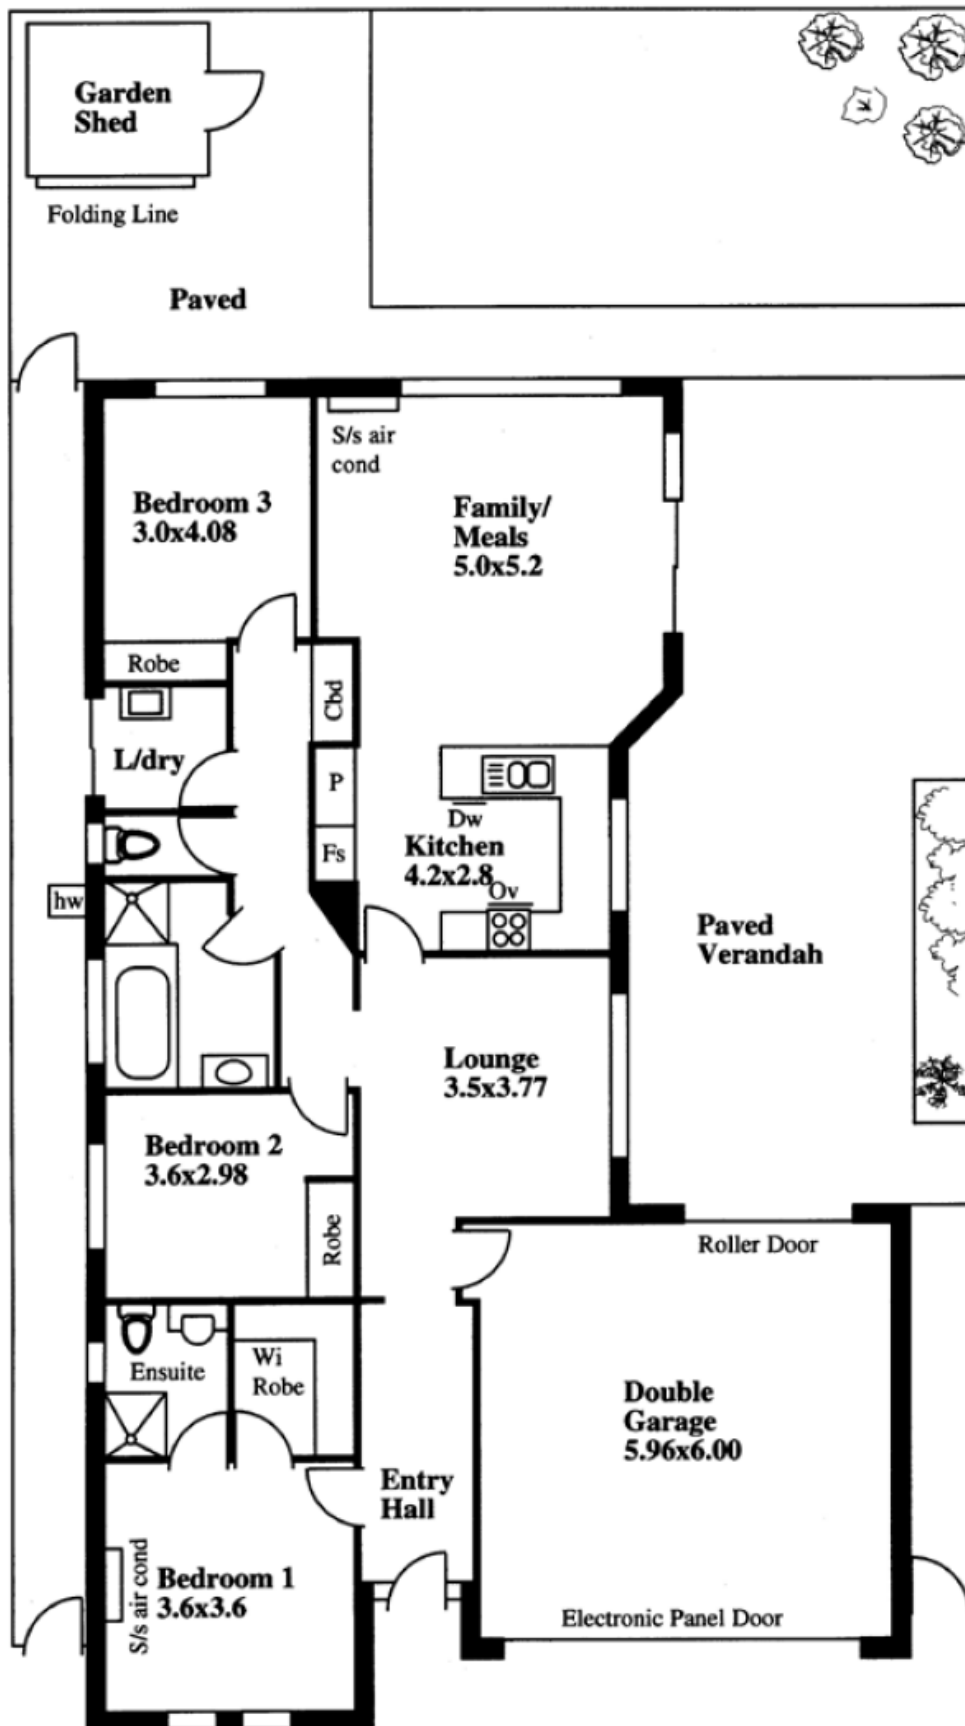 Garden
Shed
Folding Line
Paved
S/s air
cond
Bedroom 3
3.0x4.08
Family/
Meals
5.0x5.2
Robe
Cbd
L/dry
P
Dw
Fs
Kitchen
4.2x2.8
Ov
hw
Paved
Verandah
Lounge
3.5x3.77
Bedroom 2
3.6x2.98
Robe
Roller Door
Wi
Robe
Ensuite
Double
Garage
5.96x6.00
Entry
Hall
S/s air cond
Bedroom 1
3.6x3.6
Electronic Panel Door